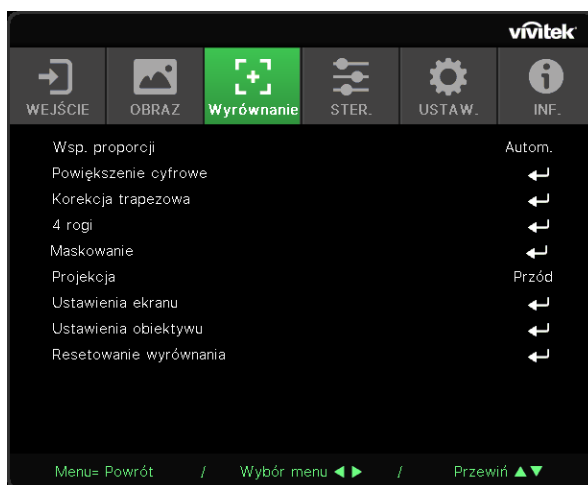 vivitek
WEJŚCIE OBRAZ Wyrównanie STER. USTAW. INF.
Wsp. proporcji Autom.
Powiększenie cyfrowe
Korekcja trapezowa
4 rogi
Maskowanie
Projekcja Przód
Ustawienia ekranu
Ustawienia obiektywu
Resetowanie wyrównania
Menu= Powrót / Wybór menu ◀ ▶ / Przewiń ▲▼